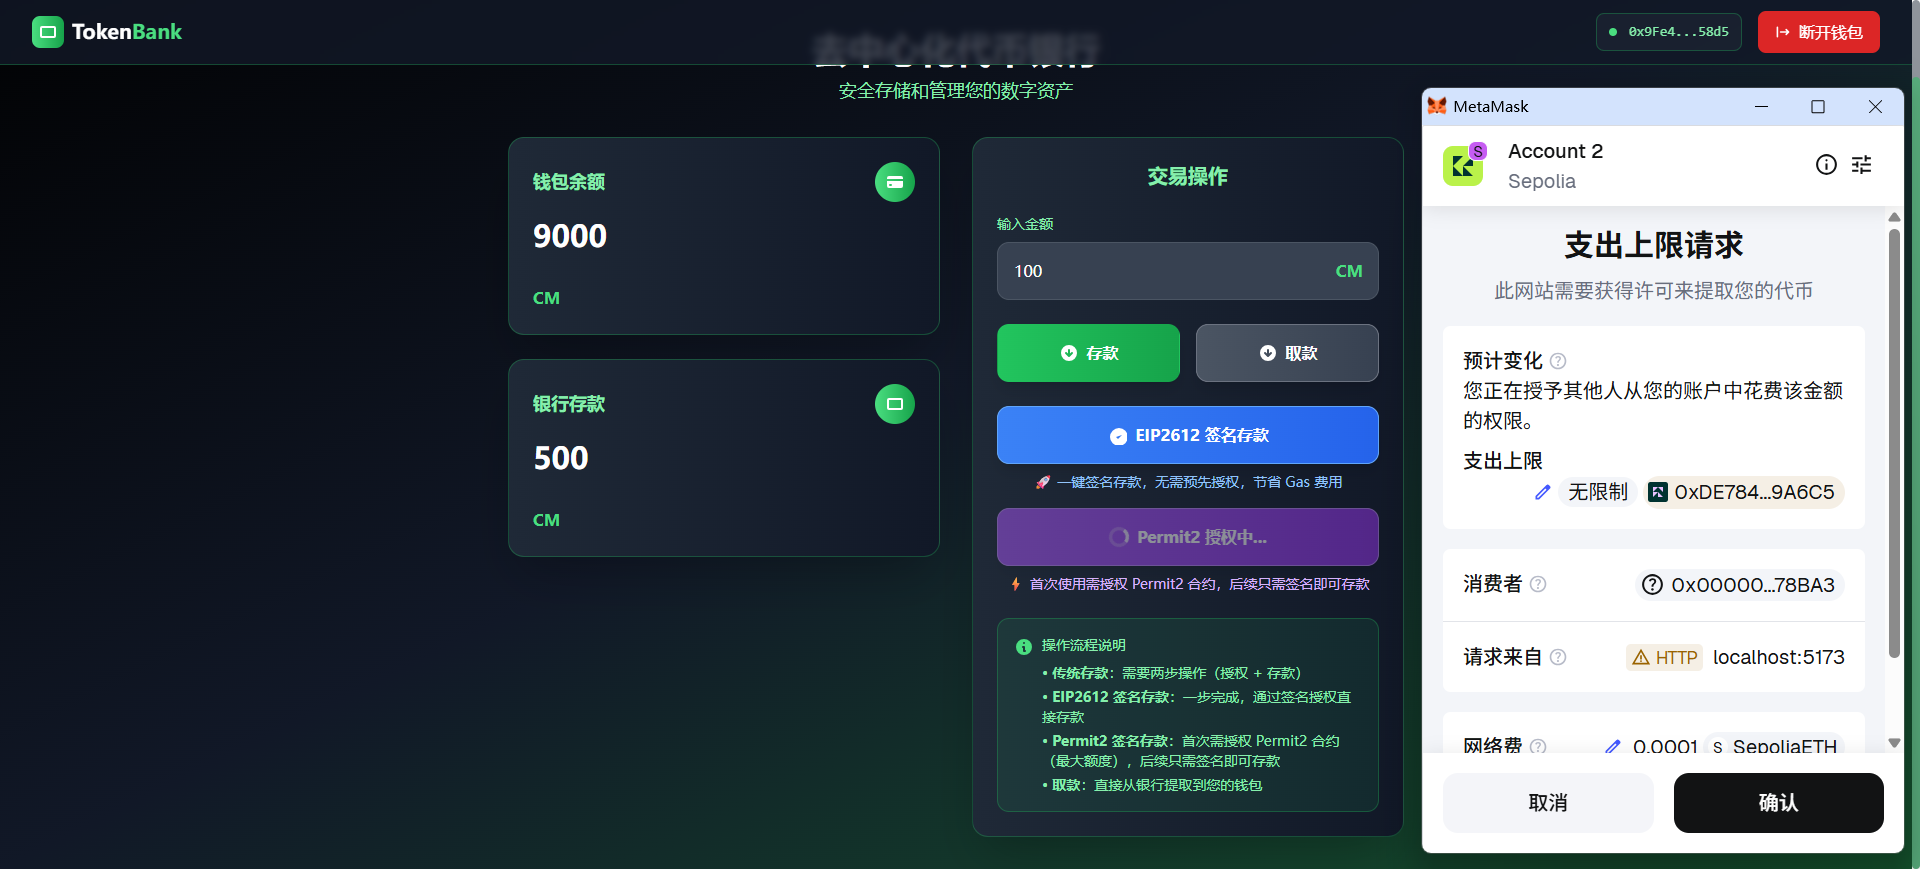 TokenBank
0x9Fe4...58d5
断开钱包
去中心化代币银行
安全存储和管理您的数字资产
钱包余额
9000
CM
银行存款
500
CM
交易操作
输入金额
100
CM
存款
取款
EIP2612 签名存款
🚀 一键签名存款，无需预先授权，节省 Gas 费用
Permit2 授权中...
⚡ 首次使用需授权 Permit2 合约，后续只需签名即可存款
操作流程说明
• 传统存款：需要两步操作（授权 + 存款）
• EIP2612 签名存款：一步完成，通过签名授权直
接存款
• Permit2 签名存款：首次需授权 Permit2 合约
（最大额度），后续只需签名即可存款
• 取款：直接从银行提取到您的钱包
MetaMask
S
Account 2
Sepolia
支出上限请求
此网站需要获得许可来提取您的代币
预计变化
您正在授予其他人从您的账户中花费该金额
的权限。
支出上限
无限制
0xDE784...9A6C5
消费者
0x00000...78BA3
请求来自
HTTP
localhost:5173
网络费
0.0001
S
SepoliaETH
取消
确认